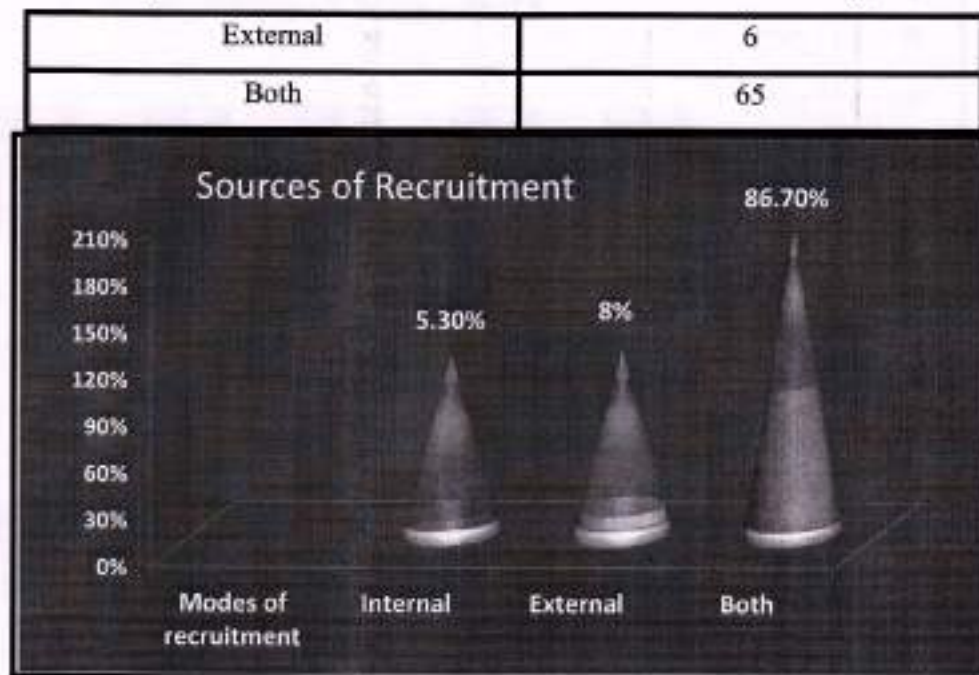 External 6
Both 65
Sources of Recruitment
86.70%
5.30% 8%
210%
180%
150%
120%
90%
60%
30%
0%
Modes of recruitment Internal External Both